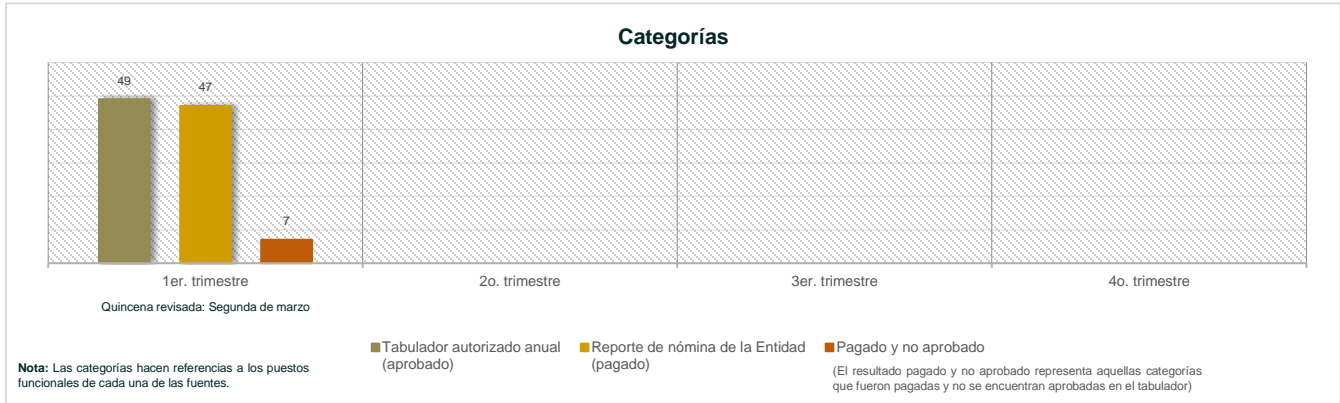 Categorías
49
47
7
1er. trimestre
2o. trimestre
3er. trimestre
4o. trimestre
Quincena revisada: Segunda de marzo
Tabulador autorizado anual
(aprobado)
Reporte de nómina de la Entidad
(pagado)
Pagado y no aprobado
(El resultado pagado y no aprobado representa aquellas categorías
que fueron pagadas y no se encuentran aprobadas en el tabulador)
Nota: Las categorías hacen referencias a los puestos
funcionales de cada una de las fuentes.